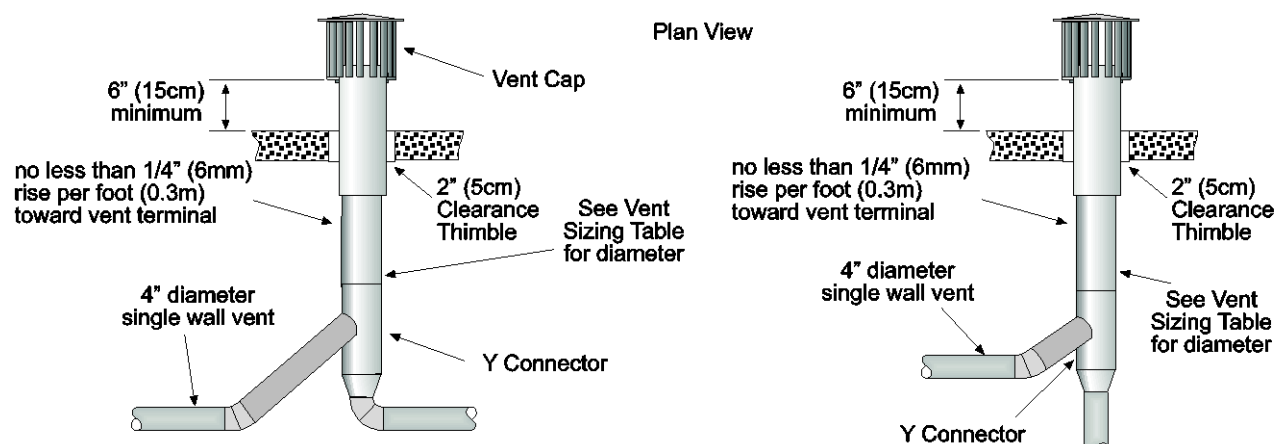 Plan View
Vent Cap
6” (15cm)
minimum
no less than 1/4” (6mm)
rise per foot (0.3m)
toward vent terminal
2” (5cm)
Clearance
Thimble
See Vent
Sizing Table
for diameter
4” diameter
single wall vent
Y Connector
6” (15cm)
minimum
no less than 1/4” (6mm)
rise per foot (0.3m)
toward vent terminal
2” (5cm)
Clearance
Thimble
4” diameter
single wall vent
See Vent
Sizing Table
for diameter
Y Connector